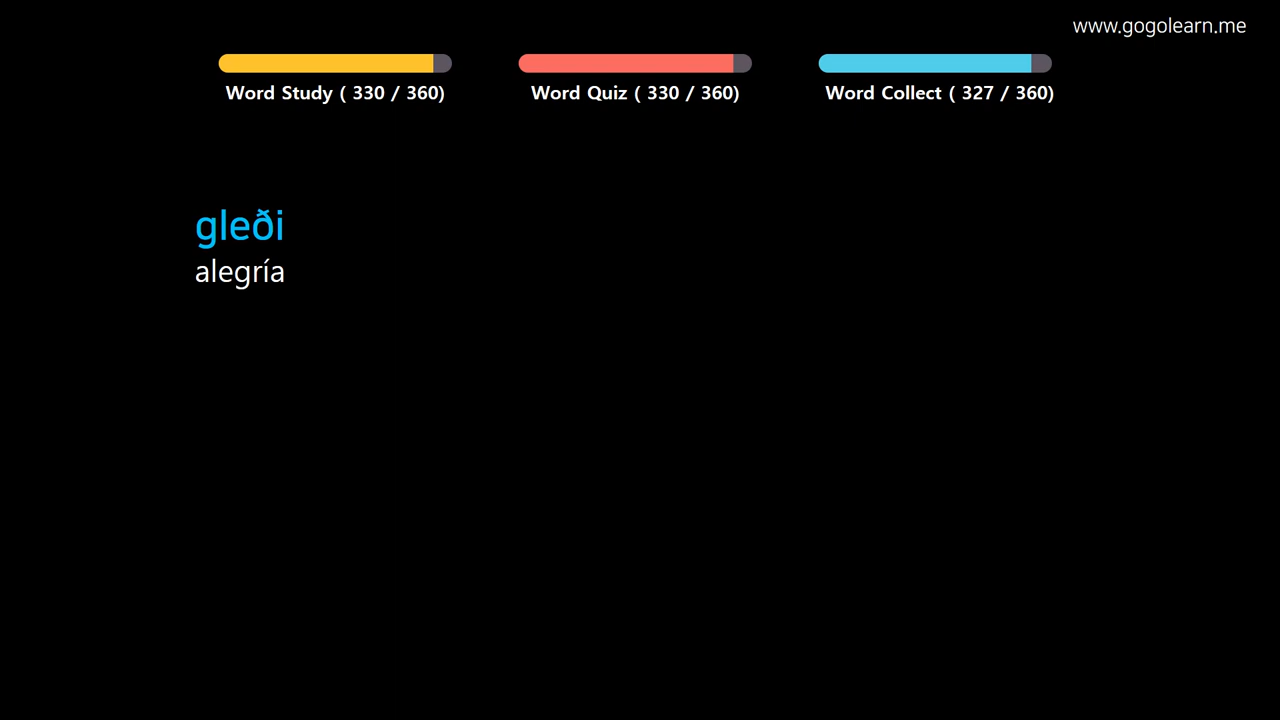 www.gogolearn.me
Word Study ( 330 / 360)
Word Quiz ( 330 / 360)
Word Collect ( 327 / 360)
gleði
alegría